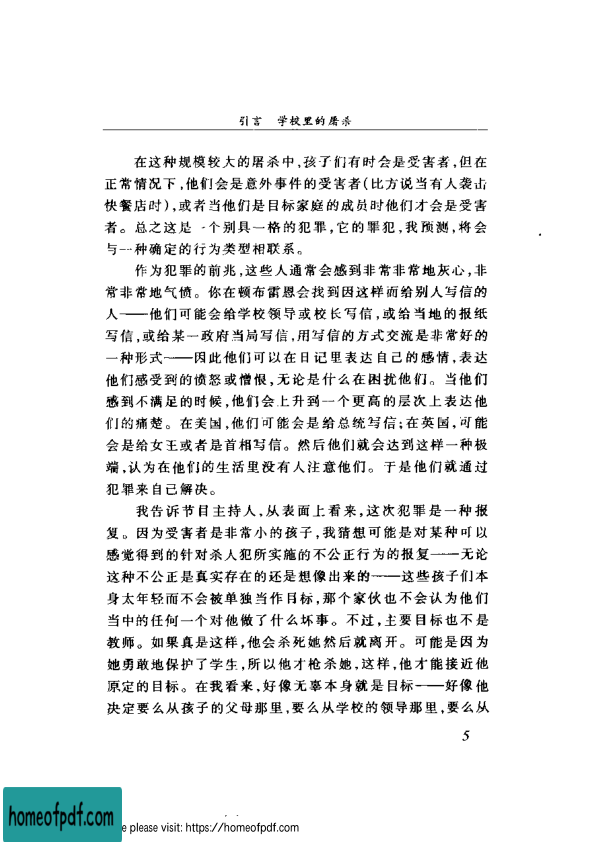 引言　学校里的屠杀
在这种规模较大的屠杀中,孩子们有时会是受害者,但在
正常情况下,他们会是意外事件的受害者(比方说当有人袭击
快餐店时),或者当他们是目标家庭的成员时他们才会是受害
者。总之这是一个别具一格的犯罪,它的罪犯,我预测,将会
与一种确定的行为类型相联系。
作为犯罪的前兆,这些人通常会感到非常非常地灰心,非
常非常地气愤。你在顿布雷恩会找到因这样而给别人写信的
人——他们可能会给学校领导或校长写信,或给当地的报纸
写信,或给某一政府当局写信,用写信的方式交流是非常好的
一种形式——因此他们可以在日记里表达自己的感情,表达
他们感受到的愤怒或憎恨,无论是什么在困扰他们。当他们
感到不满足的时候,他们会上升到一个更高的层次上表达他
们的痛楚。在美国,他们可能会是给总统写信;在英国,可能
会是给女王或者是首相写信。然后他们就会达到这样一种极
端,认为在他们的生活里没有人注意他们。于是他们就通过
犯罪来自己解决。
我告诉节目主持人,从表面上看来,这次犯罪是一种报
复。因为受害者是非常小的孩子,我猜想可能是对某种可以
感觉得到的针对杀人犯所实施的不公正行为的报复——无论
这种不公正是真实存在的还是想像出来的——这些孩子们本
身太年轻而不会被单独当作目标,那个家伙也不会认为他们
当中的任何一个对他做了什么坏事。不过,主要目标也不是
教师。如果真是这样,他会杀死她然后就离开。可能是因为
她勇敢地保护了学生,所以他才枪杀她,这样,他才能接近他
原定的目标。在我看来,好像无辜本身就是目标——好像他
决定要么从孩子的父母那里,要么从学校的领导那里,要么从
5
homeofpdf.com
e please visit: https://homeofpdf.com